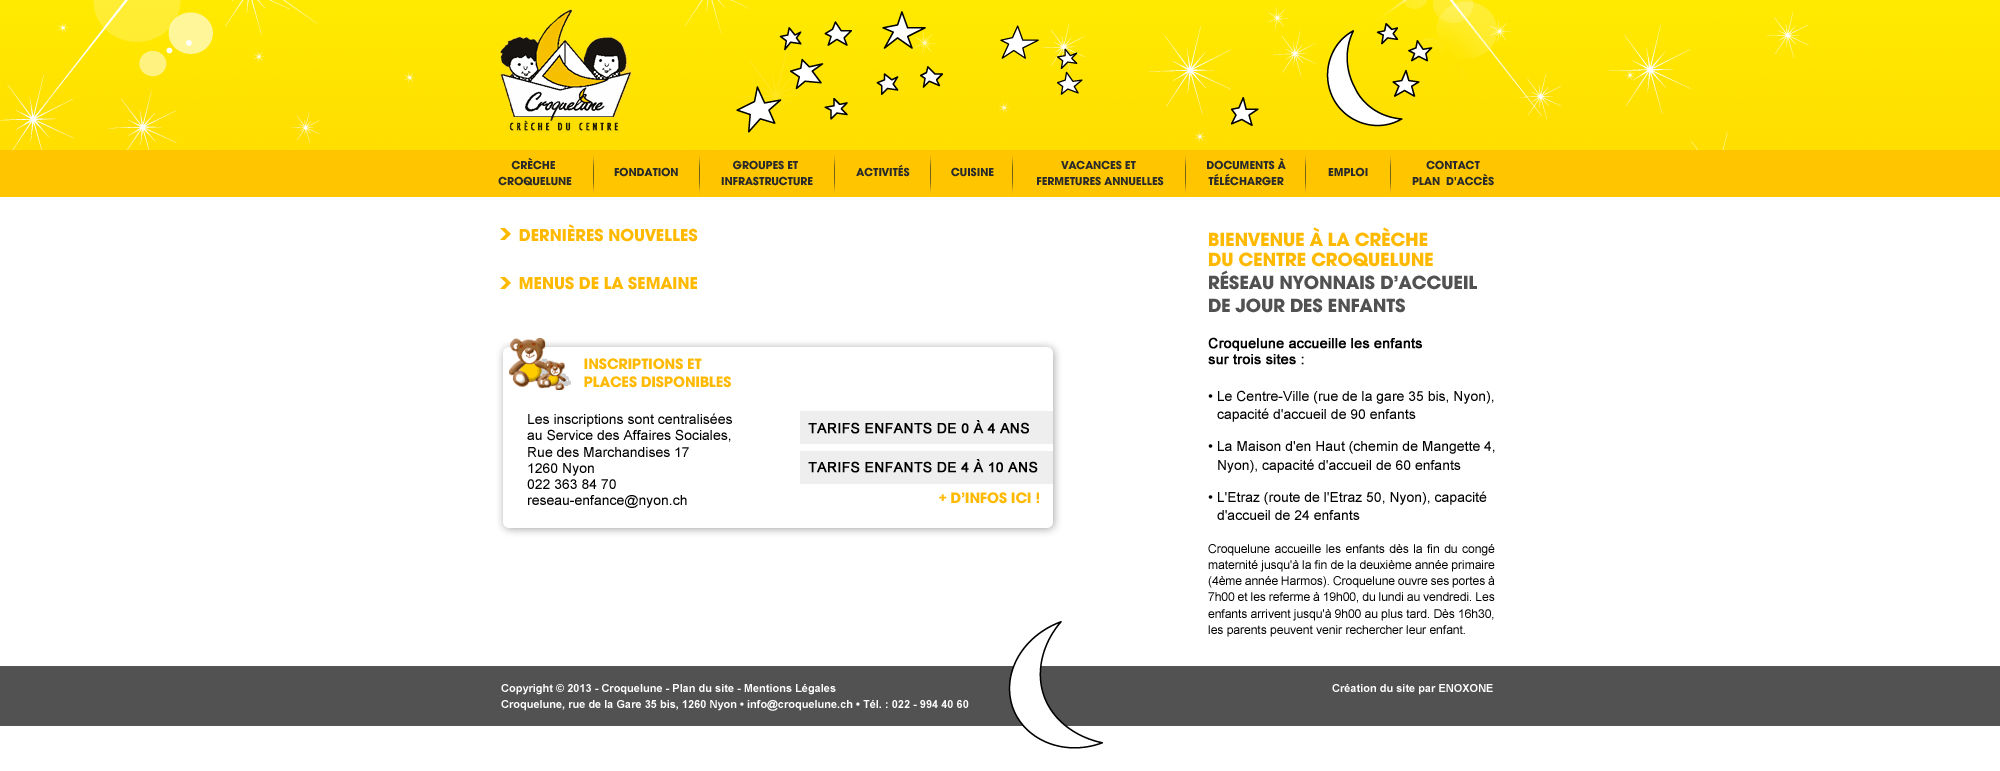 Croquelune
CRÈCHE DU CENTRE
CRÈCHE
CROQUELUNE
FONDATION
GROUPES ET
INFRASTRUCTURE
ACTIVITÉS
CUISINE
VACANCES ET
FERMETURES ANNUELLES
DOCUMENTS À
TÉLÉCHARGER
EMPLOI
CONTACT
PLAN D'ACCÈS
DERNIÈRES NOUVELLES
MENUS DE LA SEMAINE
INSCRIPTIONS ET
PLACES DISPONIBLES
Les inscriptions sont centralisées
au Service des Affaires Sociales,
Rue des Marchandises 17
1260 Nyon
022 363 84 70
reseau-enfance@nyon.ch
TARIFS ENFANTS DE 0 À 4 ANS
TARIFS ENFANTS DE 4 À 10 ANS
+ D'INFOS ICI !
BIENVENUE À LA CRÈCHE
DU CENTRE CROQUELUNE
RÉSEAU NYONNAIS D'ACCUEIL
DE JOUR DES ENFANTS
Croquelune accueille les enfants
sur trois sites :
• Le Centre-Ville (rue de la gare 35 bis, Nyon),
capacité d'accueil de 90 enfants
• La Maison d'en Haut (chemin de Mangette 4,
Nyon), capacité d'accueil de 60 enfants
• L'Etraz (route de l'Etraz 50, Nyon), capacité
d'accueil de 24 enfants
Croquelune accueille les enfants dès la fin du congé
maternité jusqu'à la fin de la deuxième année primaire
(4ème année Harmos). Croquelune ouvre ses portes à
7h00 et les referme à 19h00, du lundi au vendredi. Les
enfants arrivent jusqu'à 9h00 au plus tard. Dès 16h30,
les parents peuvent venir rechercher leur enfant.
Copyright © 2013 - Croquelune - Plan du site - Mentions Légales
Croquelune, rue de la Gare 35 bis, 1260 Nyon • info@croquelune.ch • Tél. : 022 - 994 40 60
Création du site par ENOXONE